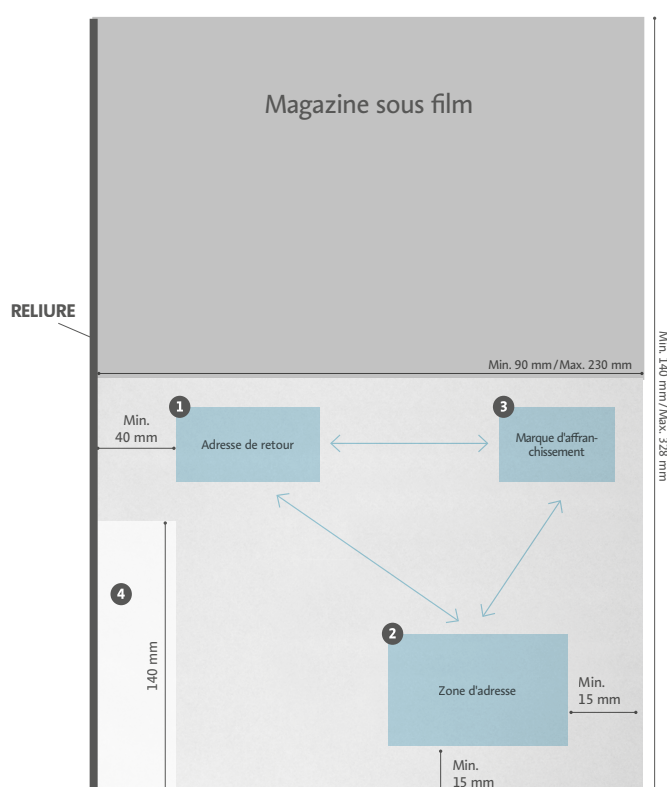 Magazine sous film
RELIURE
Min. 90 mm/Max. 230 mm
Min. 140 mm/Max. 328 mm
1
3
Min.
40 mm
Adresse de retour
Marque d'affran-
chissement
4
2
140 mm
Zone d'adresse
Min.
15 mm
Min.
15 mm